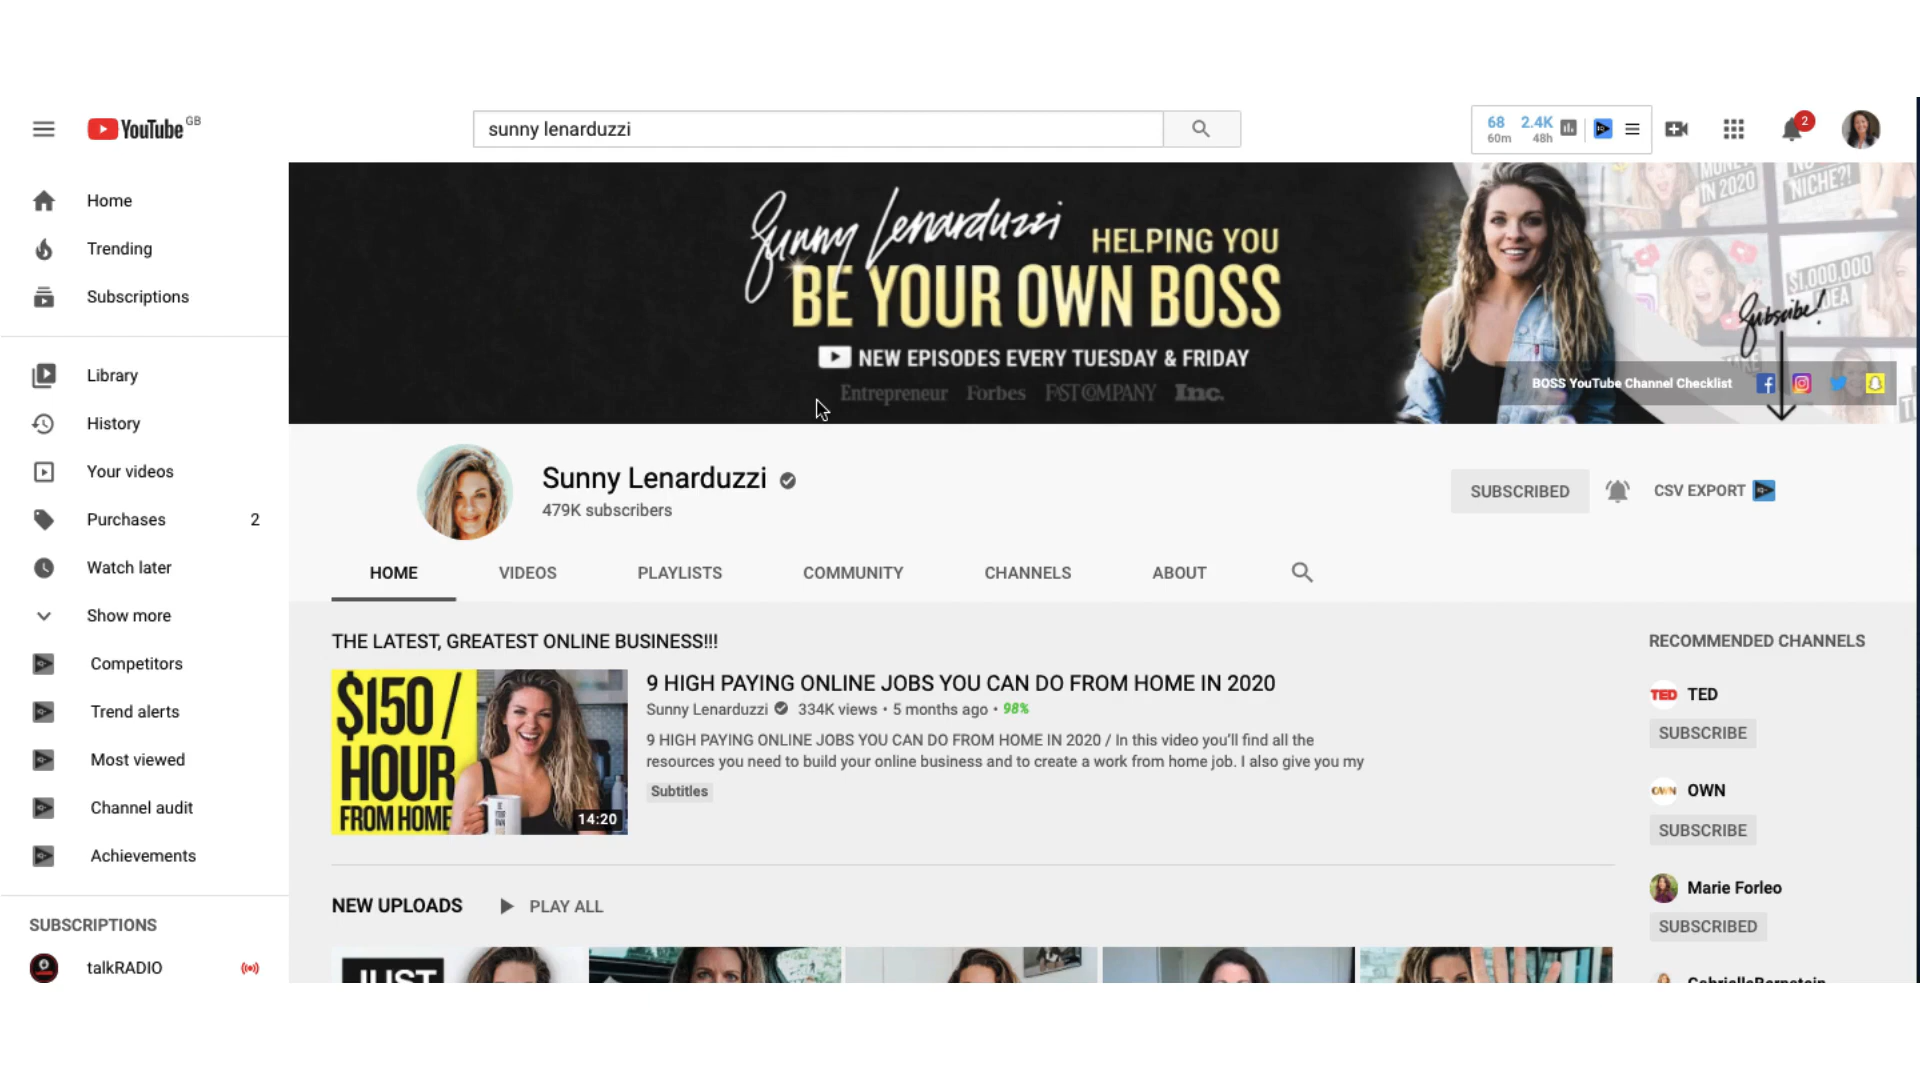 YouTube GB
sunny lenarduzzi
68 2.4K
60m 48h
2
Home
Trending
Subscriptions
Library
History
Your videos
Purchases 2
Watch later
Show more
Competitors
Trend alerts
Most viewed
Channel audit
Achievements
SUBSCRIPTIONS
talkRADIO
Sunny Lenarduzzi HELPING YOU
BE YOUR OWN BOSS
NEW EPISODES EVERY TUESDAY & FRIDAY
Entrepreneur Forbes FAST COMPANY Inc.
IN 2020
NICHE?!
$1,000,000
Subscribe!
BOSS YouTube Channel Checklist
Sunny Lenarduzzi
479K subscribers
SUBSCRIBED
CSV EXPORT
HOME VIDEOS PLAYLISTS COMMUNITY CHANNELS ABOUT
THE LATEST, GREATEST ONLINE BUSINESS!!!
$150 /
HOUR
FROM HOME
14:20
9 HIGH PAYING ONLINE JOBS YOU CAN DO FROM HOME IN 2020
Sunny Lenarduzzi 334K views • 5 months ago • 98%
9 HIGH PAYING ONLINE JOBS YOU CAN DO FROM HOME IN 2020 / In this video you'll find all the
resources you need to build your online business and to create a work from home job. I also give you my
Subtitles
NEW UPLOADS PLAY ALL
JUST
RECOMMENDED CHANNELS
TED TED
SUBSCRIBE
OWN OWN
SUBSCRIBE
Marie Forleo
SUBSCRIBED